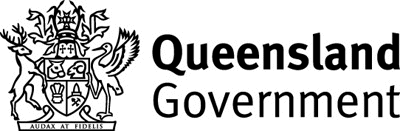 Queensland
Government
AUDAX AT FIDELIS